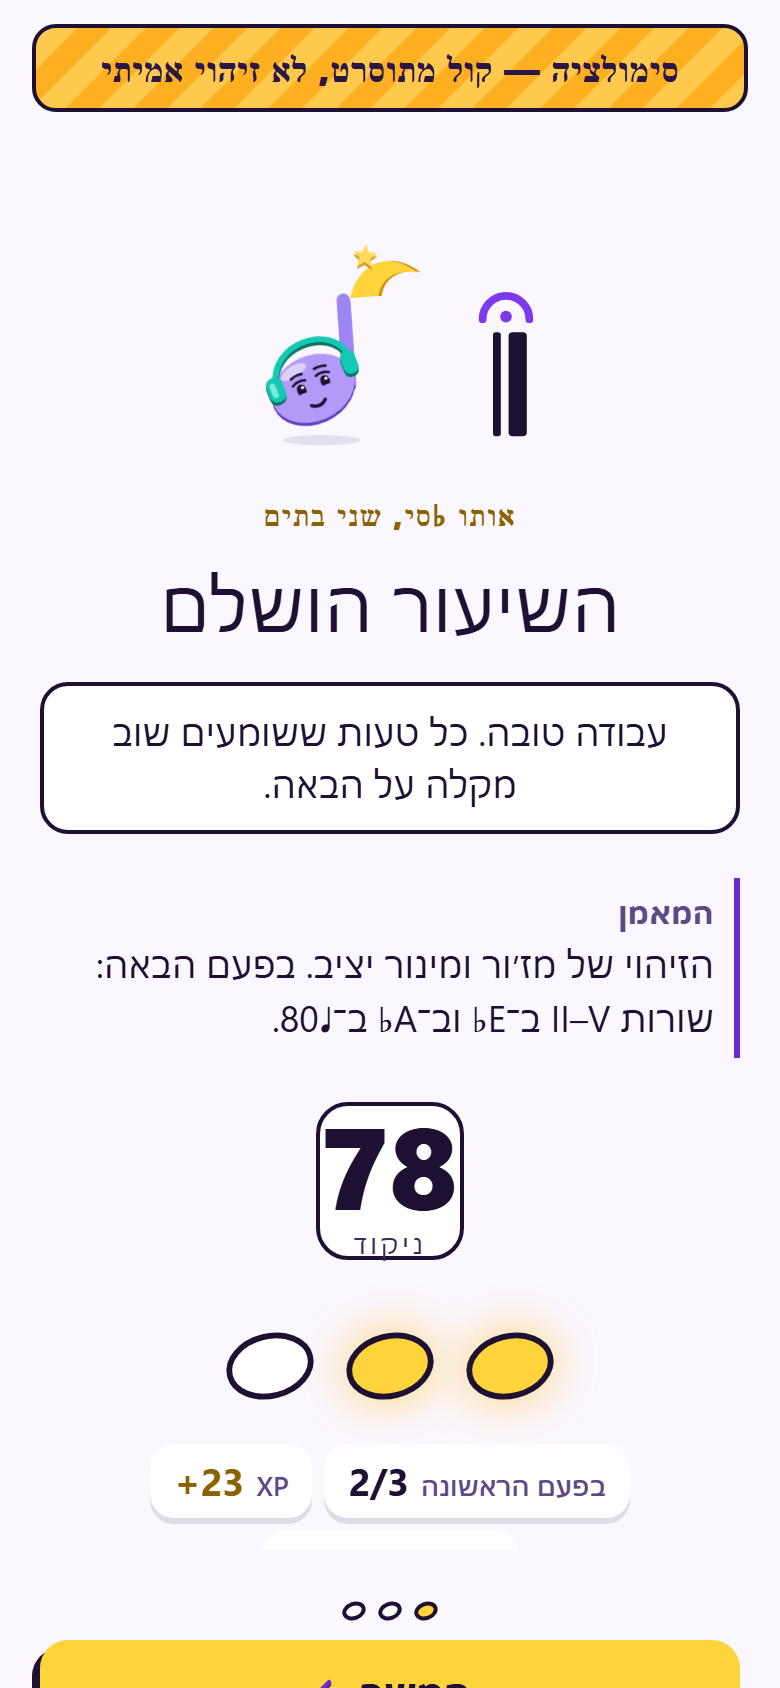 סימולציה — קול מתוסרט, לא זיהוי אמיתי
אותו ♭סי, שני בתים
השיעור הושלם
עבודה טובה. כל טעות ששומעים שוב
מקלה על הבאה.
המאמן
הזיהוי של מז׳ור ומינור יציב. בפעם הבאה:
שורות II–V ב־E♭ וב־A♭ ב־♩80.
78
ניקוד
בפעם הראשונה 2/3
XP +23